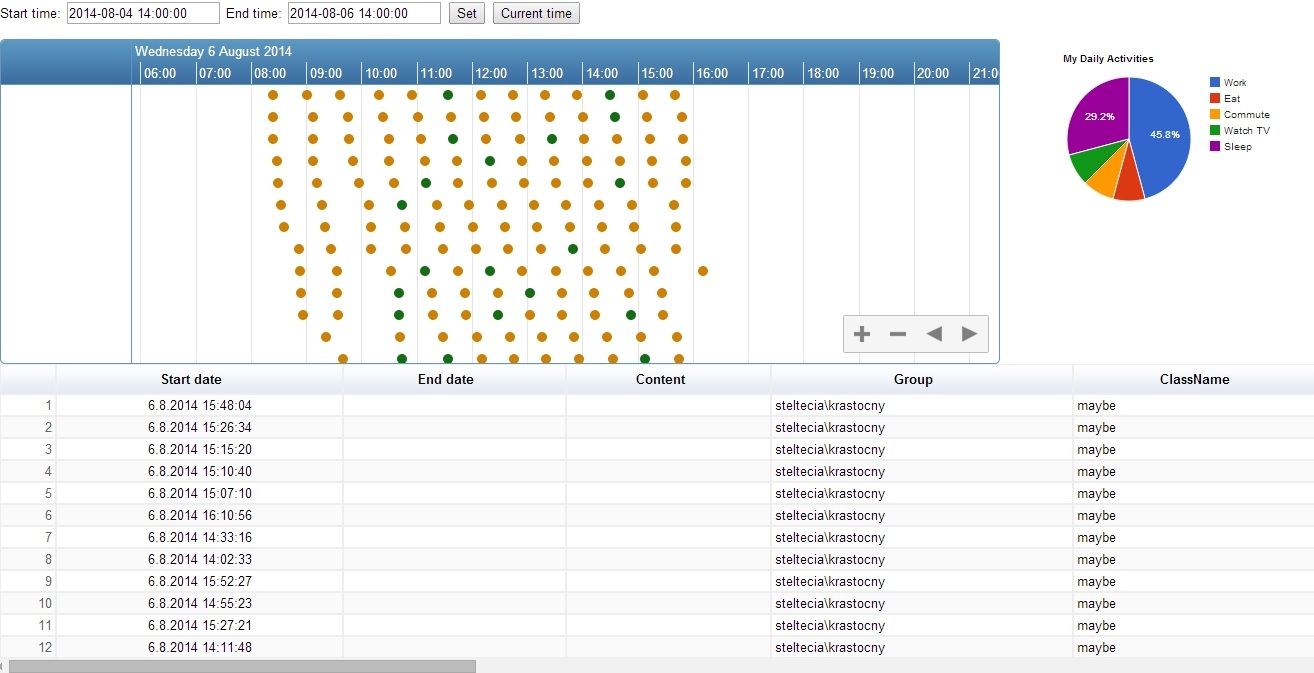 Start time: 2014-08-04 14:00:00 End time: 2014-08-06 14:00:00 Set Current time
Wednesday 6 August 2014
06:00 07:00 08:00 09:00 10:00 11:00 12:00 13:00 14:00 15:00 16:00 17:00 18:00 19:00 20:00 21:0
My Daily Activities
45.8%
29.2%
Work
Eat
Commute
Watch TV
Sleep
Start date End date Content Group ClassName
1 6.8.2014 15:48:04 steltecia\krastocny maybe
2 6.8.2014 15:26:34 steltecia\krastocny maybe
3 6.8.2014 15:15:20 steltecia\krastocny maybe
4 6.8.2014 15:10:40 steltecia\krastocny maybe
5 6.8.2014 15:07:10 steltecia\krastocny maybe
6 6.8.2014 16:10:56 steltecia\krastocny maybe
7 6.8.2014 14:33:16 steltecia\krastocny maybe
8 6.8.2014 14:02:33 steltecia\krastocny maybe
9 6.8.2014 15:52:27 steltecia\krastocny maybe
10 6.8.2014 14:55:23 steltecia\krastocny maybe
11 6.8.2014 15:27:21 steltecia\krastocny maybe
12 6.8.2014 14:11:48 steltecia\krastocny maybe